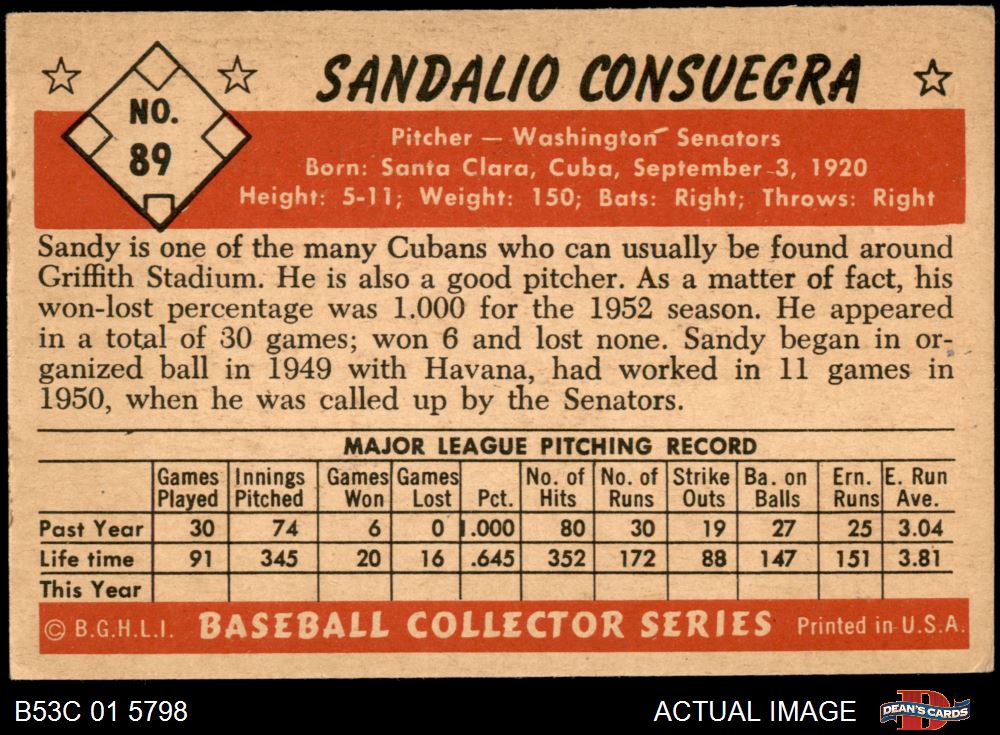 NO.
89
SANDALIO CONSUEGRA
Pitcher — Washington Senators
Born: Santa Clara, Cuba, September 3, 1920
Height: 5-11; Weight: 150; Bats: Right; Throws: Right
Sandy is one of the many Cubans who can usually be found around
Griffith Stadium. He is also a good pitcher. As a matter of fact, his
won-lost percentage was 1.000 for the 1952 season. He appeared
in a total of 30 games; won 6 and lost none. Sandy began in or-
ganized ball in 1949 with Havana, had worked in 11 games in
1950, when he was called up by the Senators.
MAJOR LEAGUE PITCHING RECORD
Games Innings Games Games No. of No. of Strike Ba. on Ern. E. Run
Played Pitched Won Lost Pct. Hits Runs Outs Balls Runs Ave.
Past Year 30 74 6 0 1.000 80 30 19 27 25 3.04
Life time 91 345 20 16 .645 352 172 88 147 151 3.81
This Year
© B.G.H.L.I. BASEBALL COLLECTOR SERIES Printed in U.S.A.
B53C 01 5798 ACTUAL IMAGE DEAN'S CARDS